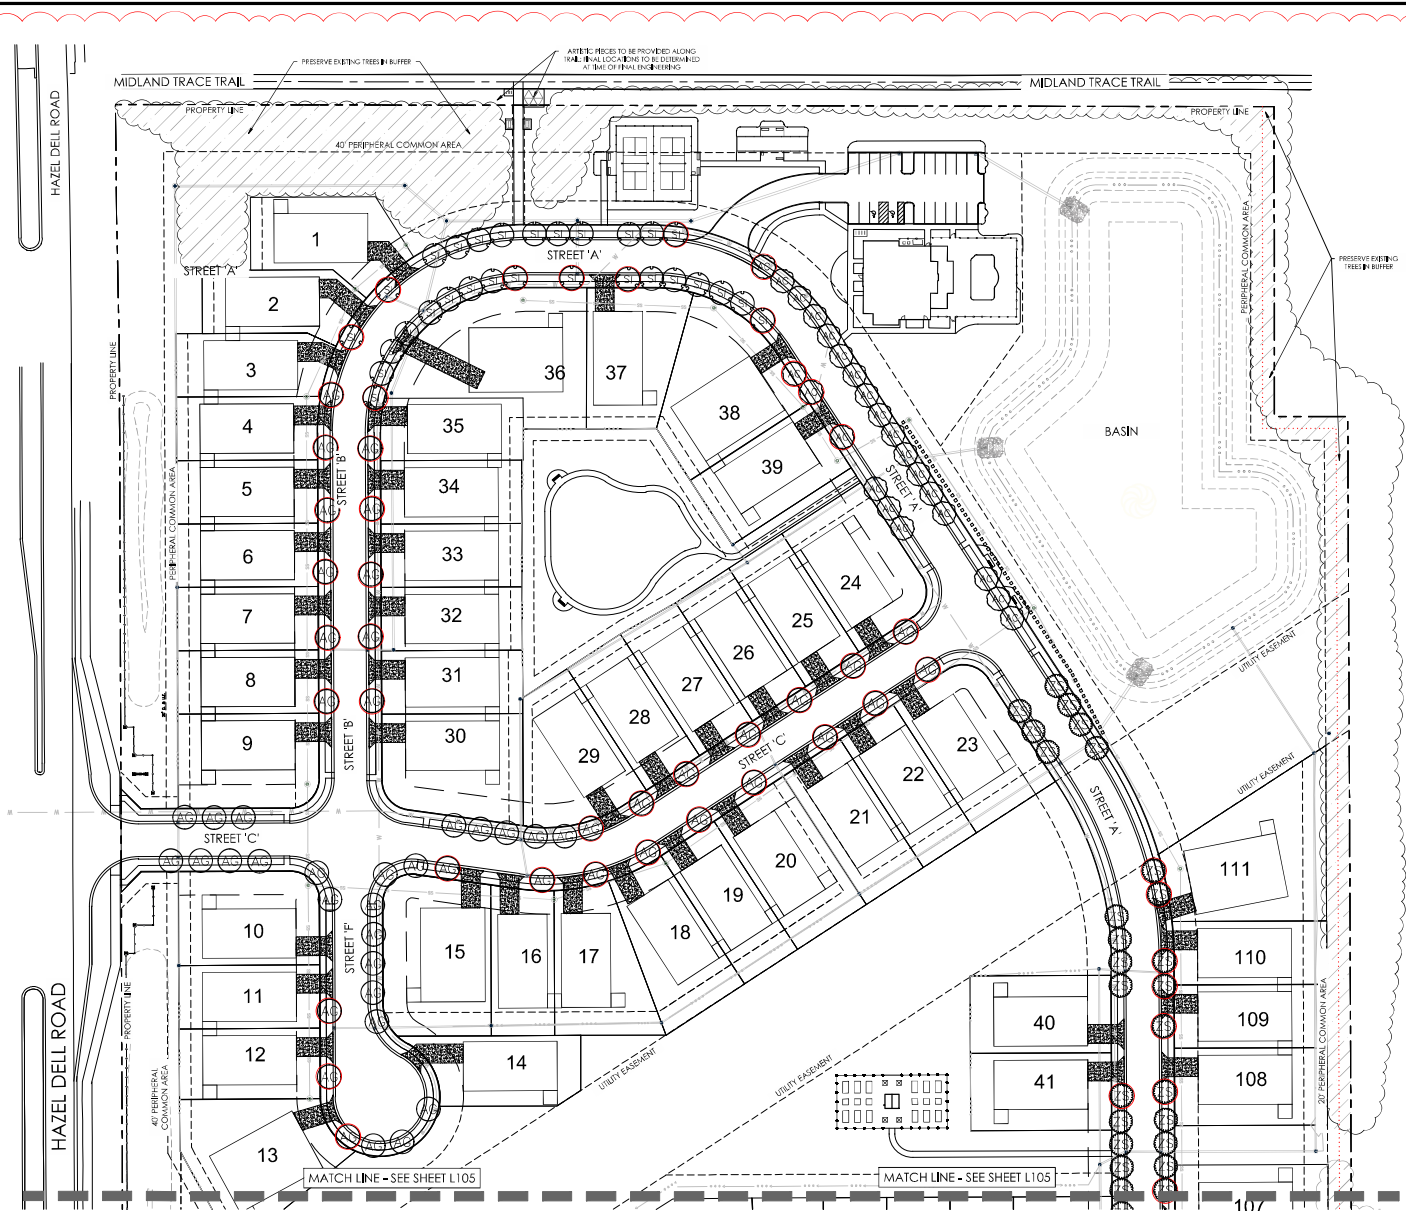 ARTISTIC PIECES TO BE PROVIDED ALONG
TRAIL. FINAL LOCATIONS TO BE DETERMINED
AT TIME OF FINAL ENGINEERING
PRESERVE EXISTING TREES IN BUFFER
MIDLAND TRACE TRAIL
MIDLAND TRACE TRAIL
HAZEL DELL ROAD
PROPERTY LINE
PROPERTY LINE
40' PERIPHERAL COMMON AREA
PERIPHERAL COMMON AREA
PRESERVE EXISTING
TREES IN BUFFER
STREET 'A'
STREET 'A'
1
2
3
4
5
6
7
8
9
PROPERTY LINE
PERIPHERAL COMMON AREA
STREET 'B'
STREET 'B'
36
37
38
39
35
34
33
32
31
30
BASIN
STREET 'A'
24
25
26
27
28
29
STREET 'C'
23
22
21
20
19
18
17
16
15
14
UTILITY EASEMENT
UTILITY EASEMENT
STREET 'A'
STREET 'C'
STREET 'F'
10
11
12
13
HAZEL DELL ROAD
PROPERTY LINE
40' PERIPHERAL
COMMON AREA
UTILITY EASEMENT
UTILITY EASEMENT
40
41
111
110
109
108
107
20' PERIPHERAL COMMON AREA
MATCH LINE - SEE SHEET L105
MATCH LINE - SEE SHEET L105